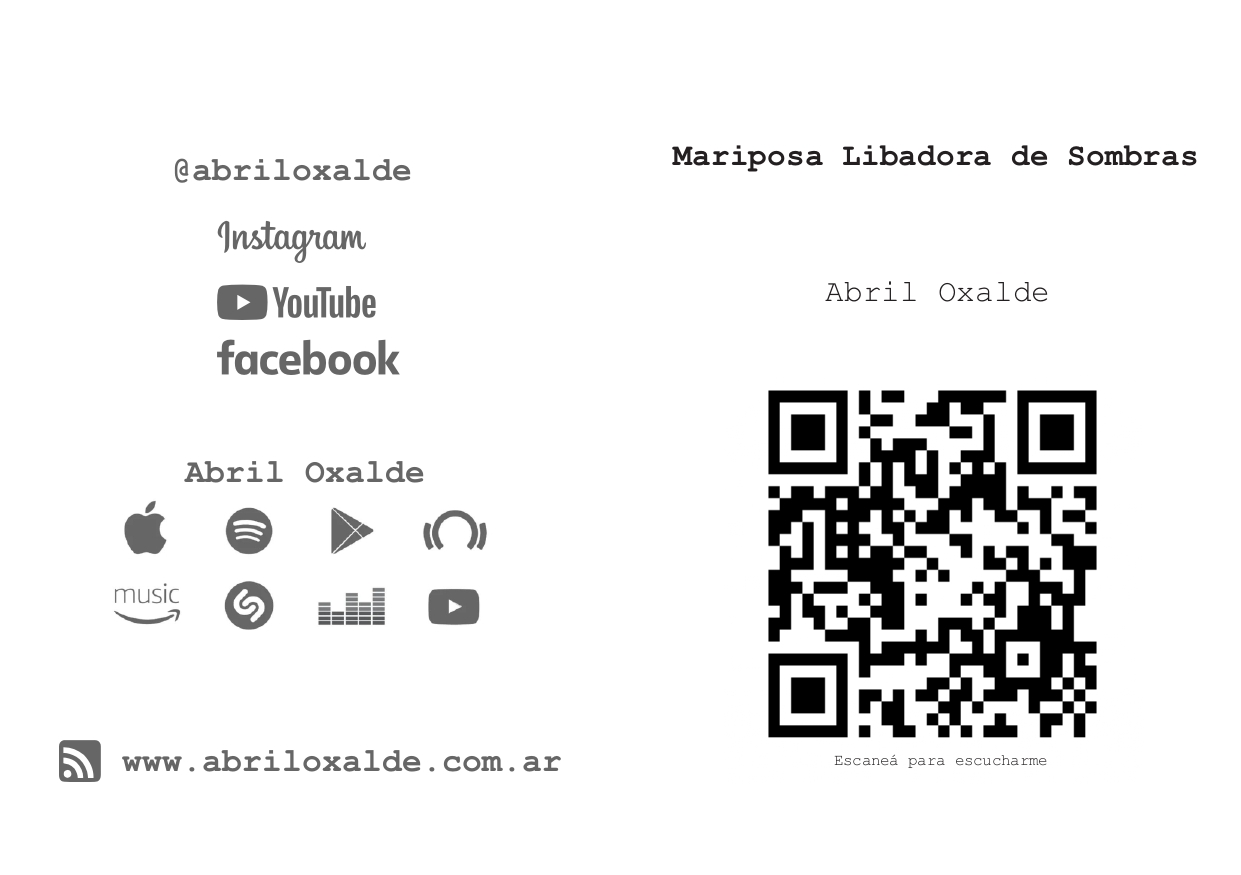 @abriloxalde
Instagram
YouTube
facebook
Abril Oxalde
music
www.abriloxalde.com.ar
Mariposa Libadora de Sombras
Abril Oxalde
Escaneá para escucharme